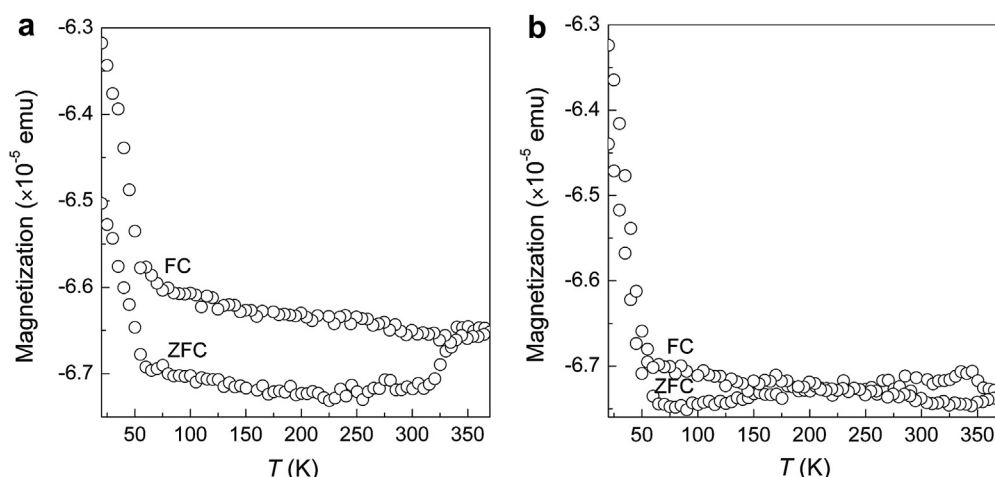 a
-6.3
-6.4
-6.5
-6.6
-6.7
Magnetization (×10⁻⁵ emu)
FC
ZFC
50 100 150 200 250 300 350
T (K)
b
-6.3
-6.4
-6.5
-6.6
-6.7
Magnetization (×10⁻⁵ emu)
FC
ZFC
50 100 150 200 250 300 350
T (K)